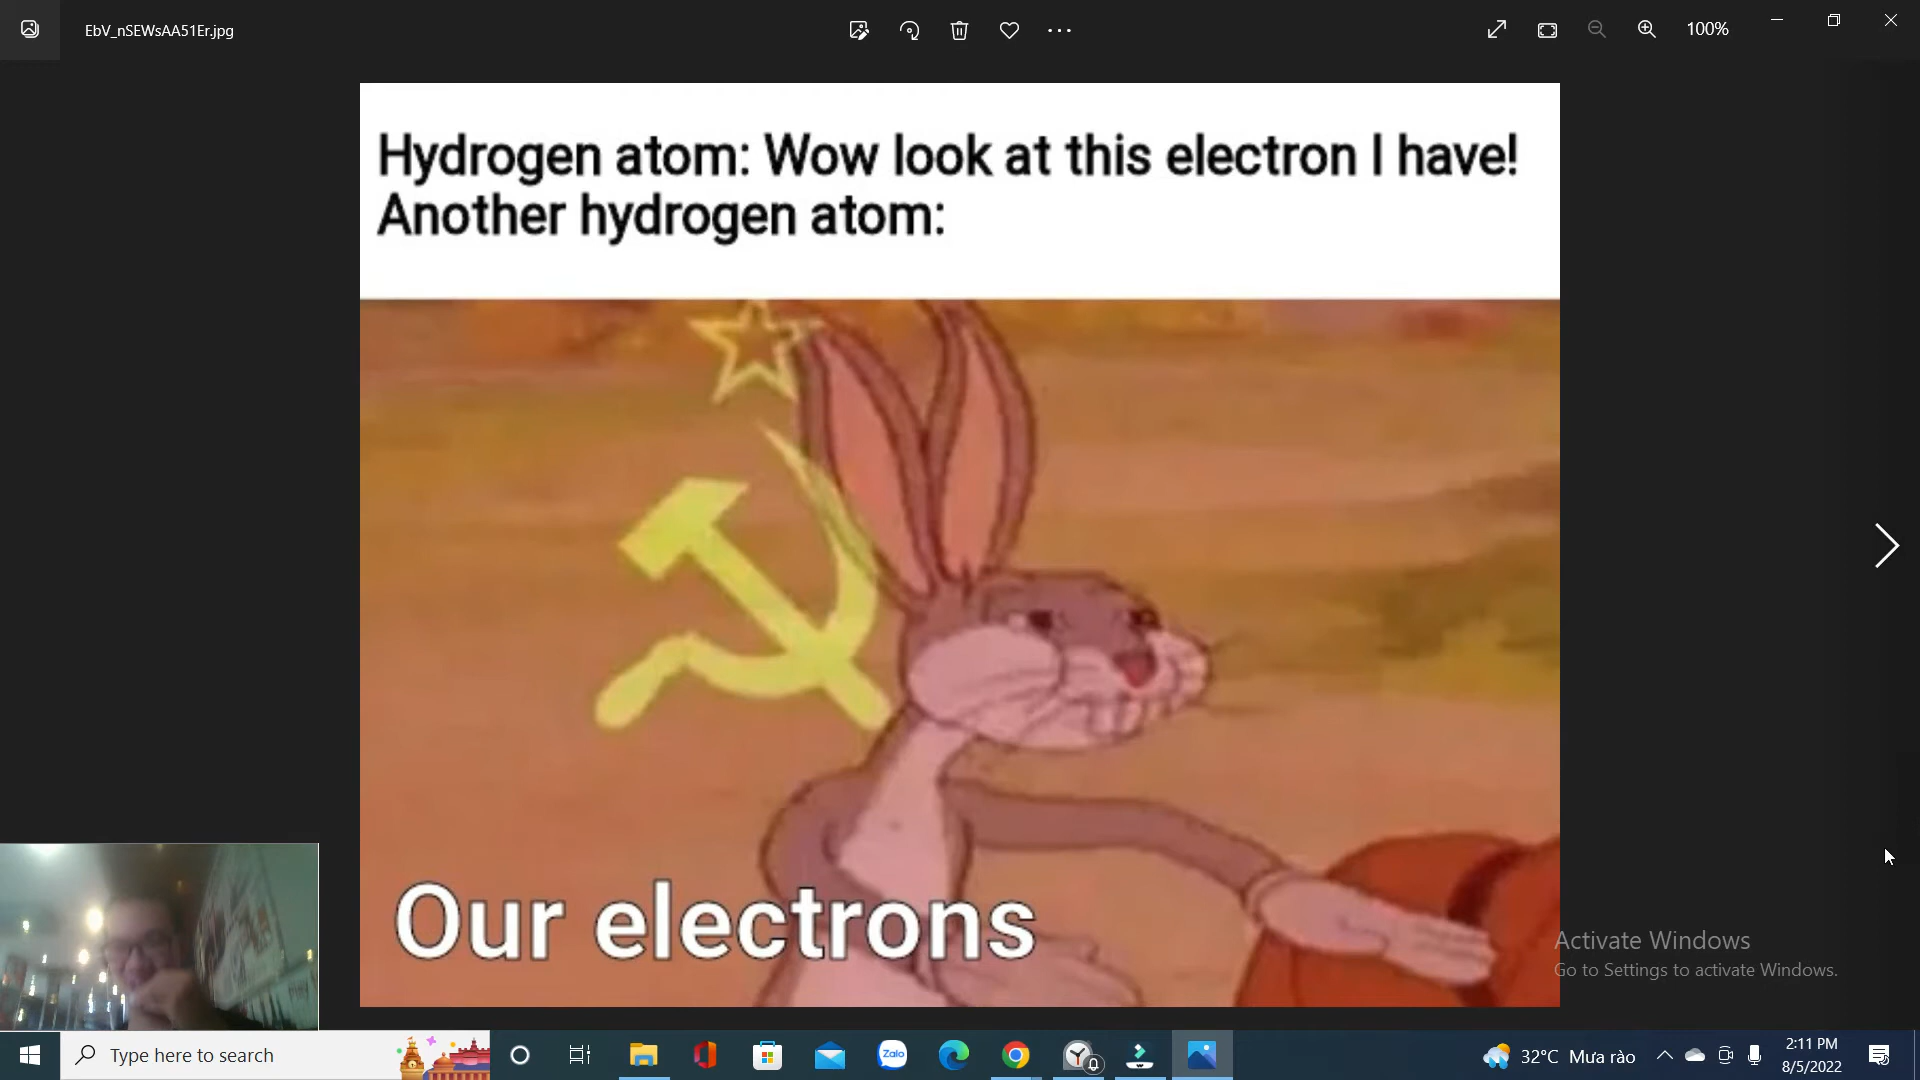 EbV_nSEWsAA51Er.jpg
100%
Hydrogen atom: Wow look at this electron I have!
Another hydrogen atom:
Our electrons
Activate Windows
Go to Settings to activate Windows.
Type here to search
Zalo
32°C Mưa rào
2:11 PM
8/5/2022